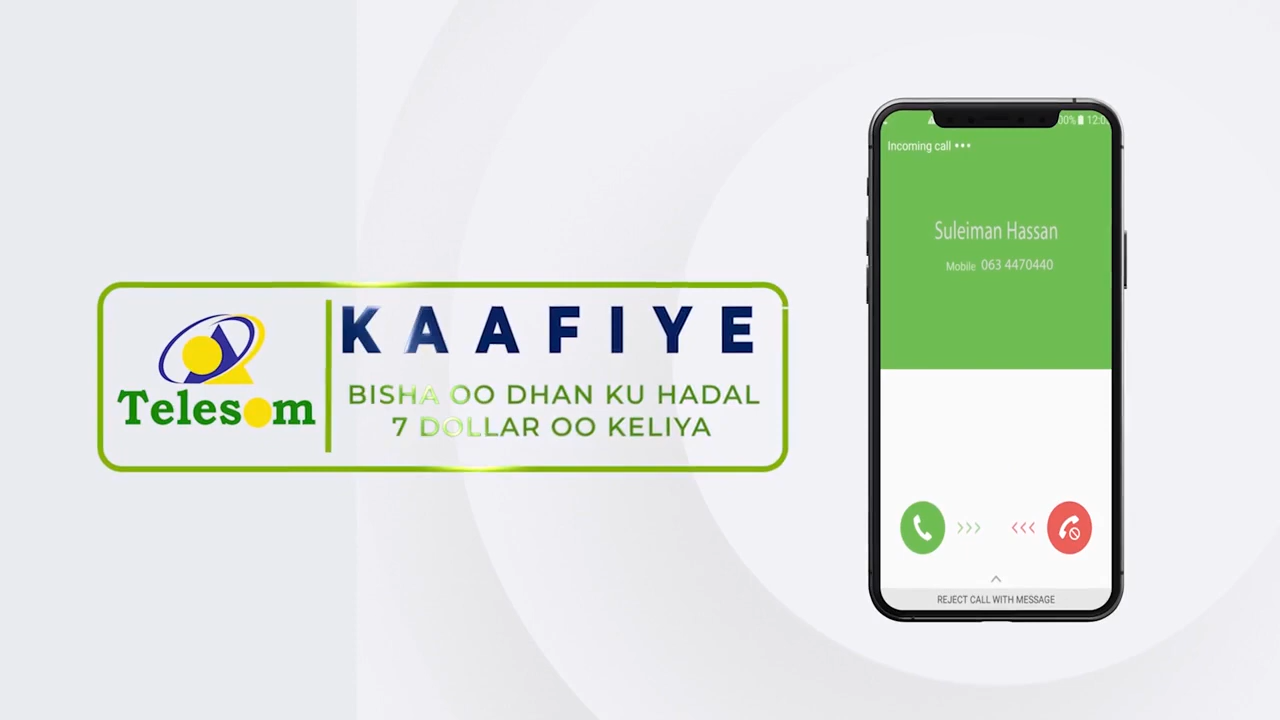 Telesom
KAAFIYE
BISHA OO DHAN KU HADAL
7 DOLLAR OO KELIYA
Incoming call •••
Suleiman Hassan
Mobile 063 4470440
REJECT CALL WITH MESSAGE